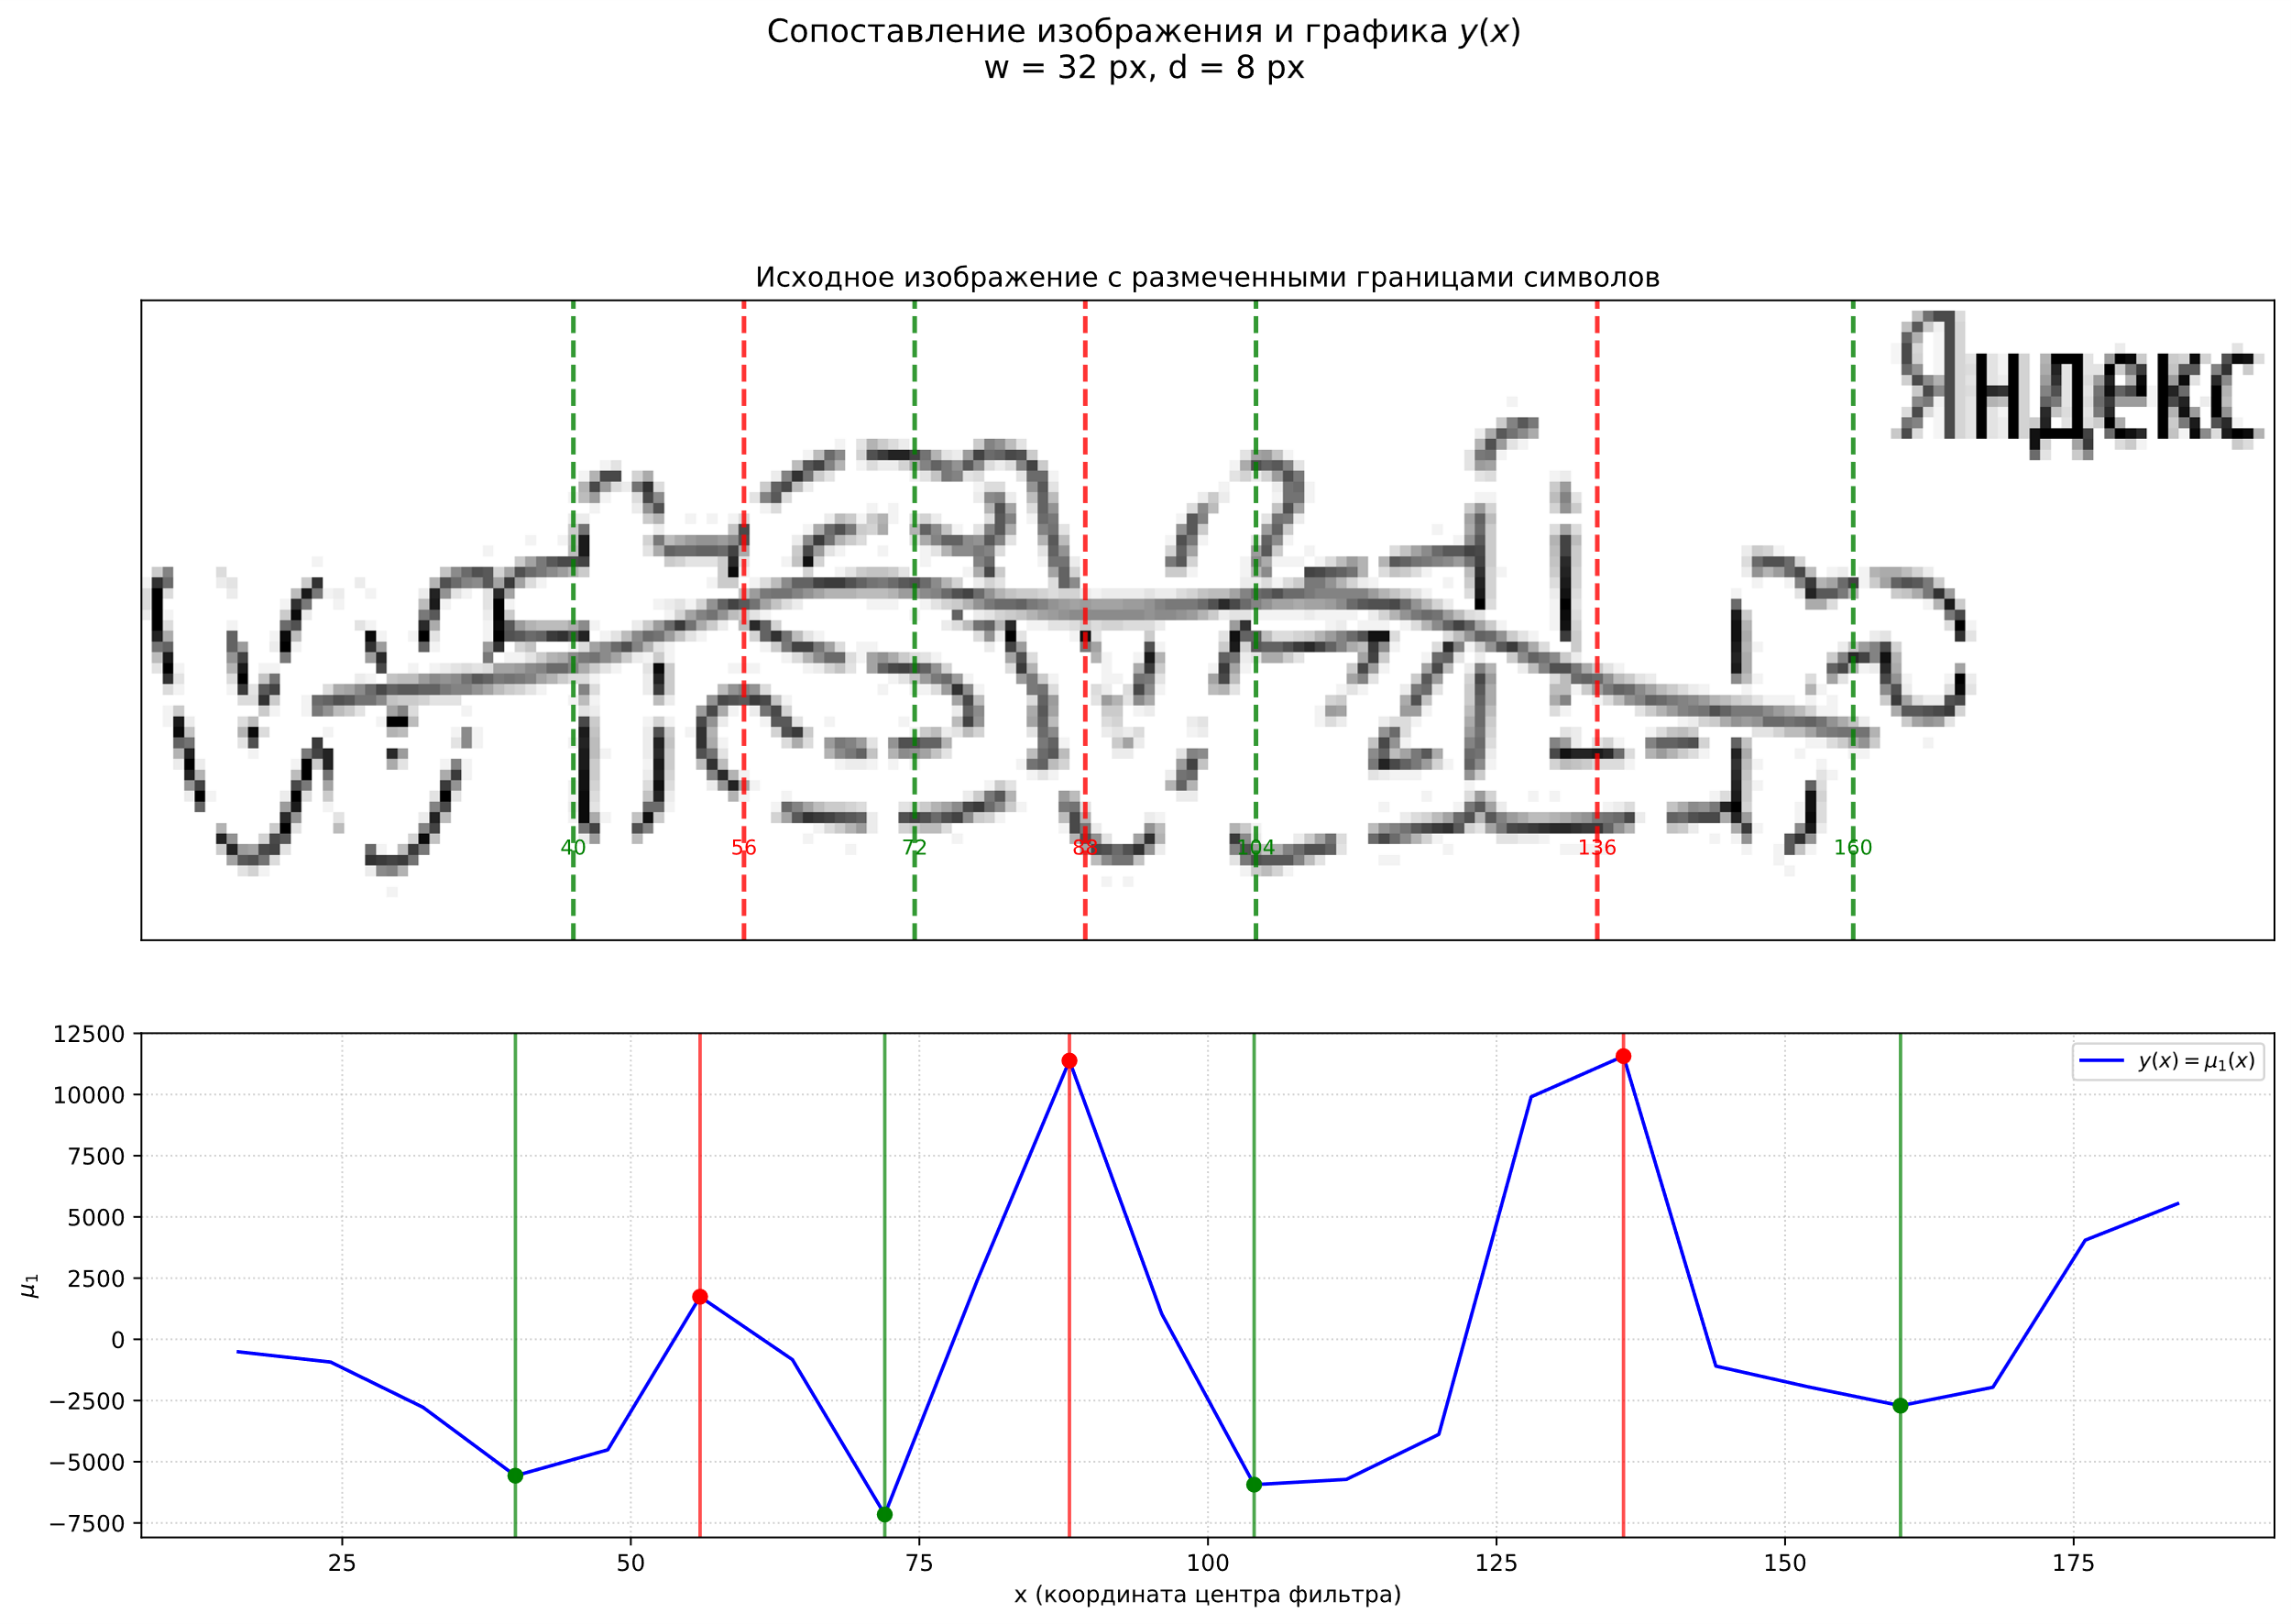 Сопоставление изображения и графика y(x)
w = 32 px, d = 8 px
Исходное изображение с размеченными границами символов
Яндекс
40 56 72 88 104 136 160
12500
10000
7500
5000
2500
0
−2500
−5000
−7500
μ₁
y(x) = μ₁(x)
25 50 75 100 125 150 175
x (координата центра фильтра)